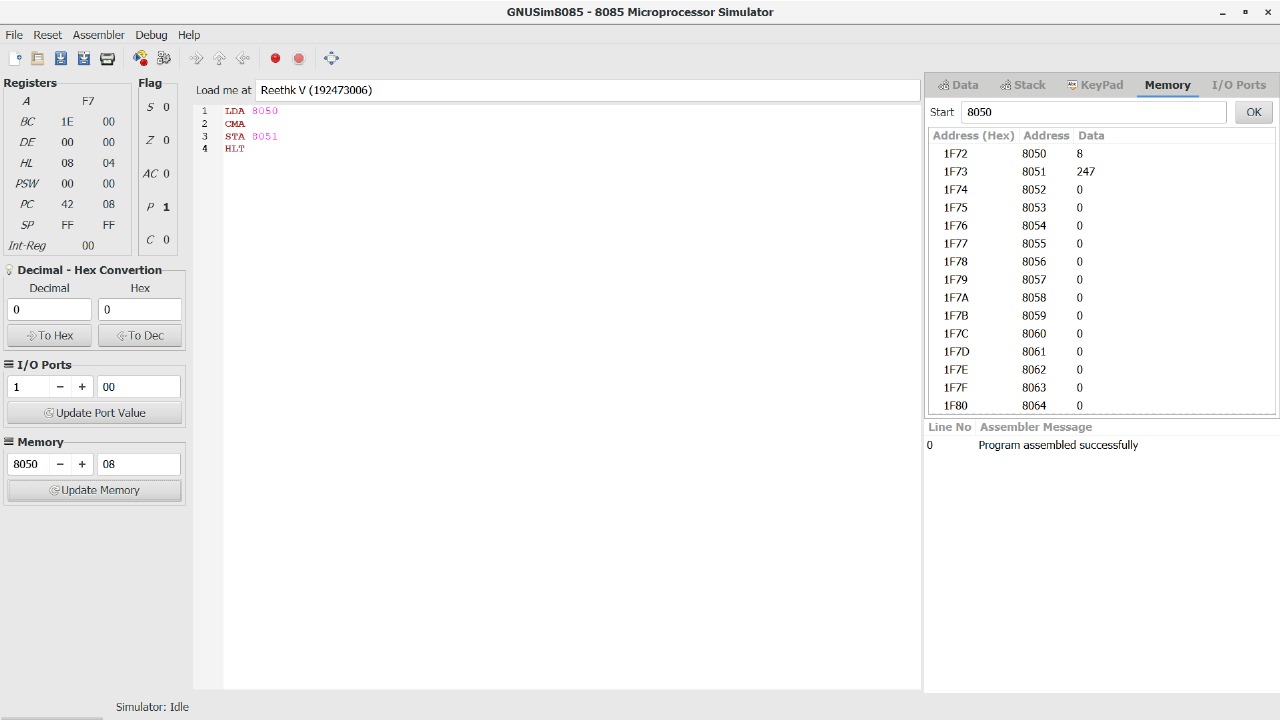 GNUSim8085 - 8085 Microprocessor Simulator
File Reset Assembler Debug Help
Registers
A F7
BC 1E 00
DE 00 00
HL 08 04
PSW 00 00
PC 42 08
SP FF FF
Int-Reg 00
Flag
S 0
Z 0
AC 0
P 1
C 0
Decimal - Hex Convertion
Decimal Hex
0 0
To Hex To Dec
I/O Ports
1 − + 00
Update Port Value
Memory
8050 − + 08
Update Memory
Load me at Reethk V (192473006)
1 LDA 8050
2 CMA
3 STA 8051
4 HLT
Data Stack KeyPad Memory I/O Ports
Start 8050 OK
Address (Hex) Address Data
1F72 8050 8
1F73 8051 247
1F74 8052 0
1F75 8053 0
1F76 8054 0
1F77 8055 0
1F78 8056 0
1F79 8057 0
1F7A 8058 0
1F7B 8059 0
1F7C 8060 0
1F7D 8061 0
1F7E 8062 0
1F7F 8063 0
1F80 8064 0
Line No Assembler Message
0 Program assembled successfully
Simulator: Idle